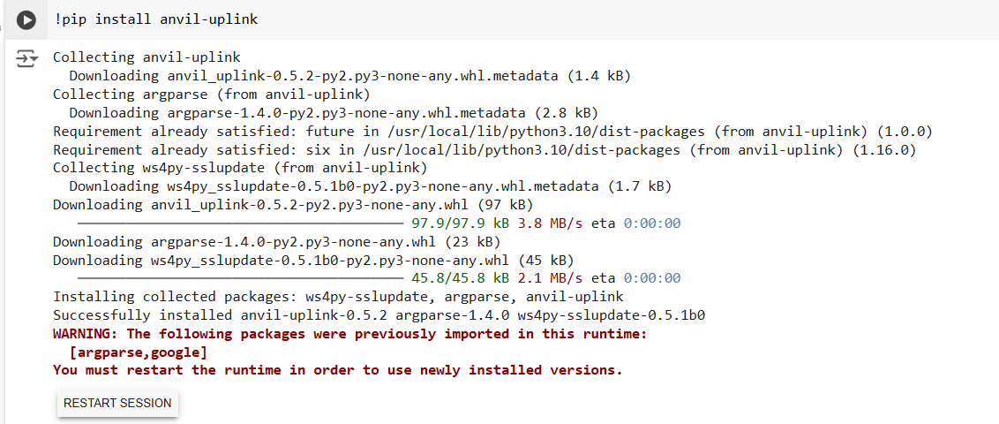 !pip install anvil-uplink
Collecting anvil-uplink
Downloading anvil_uplink-0.5.2-py2.py3-none-any.whl.metadata (1.4 kB)
Collecting argparse (from anvil-uplink)
Downloading argparse-1.4.0-py2.py3-none-any.whl.metadata (2.8 kB)
Requirement already satisfied: future in /usr/local/lib/python3.10/dist-packages (from anvil-uplink) (1.0.0)
Requirement already satisfied: six in /usr/local/lib/python3.10/dist-packages (from anvil-uplink) (1.16.0)
Collecting ws4py-sslupdate (from anvil-uplink)
Downloading ws4py_sslupdate-0.5.1b0-py2.py3-none-any.whl.metadata (1.7 kB)
Downloading anvil_uplink-0.5.2-py2.py3-none-any.whl (97 kB)
97.9/97.9 kB 3.8 MB/s eta 0:00:00
Downloading argparse-1.4.0-py2.py3-none-any.whl (23 kB)
Downloading ws4py_sslupdate-0.5.1b0-py2.py3-none-any.whl (45 kB)
45.8/45.8 kB 2.1 MB/s eta 0:00:00
Installing collected packages: ws4py-sslupdate, argparse, anvil-uplink
Successfully installed anvil-uplink-0.5.2 argparse-1.4.0 ws4py-sslupdate-0.5.1b0
WARNING: The following packages were previously imported in this runtime:
[argparse,google]
You must restart the runtime in order to use newly installed versions.
RESTART SESSION